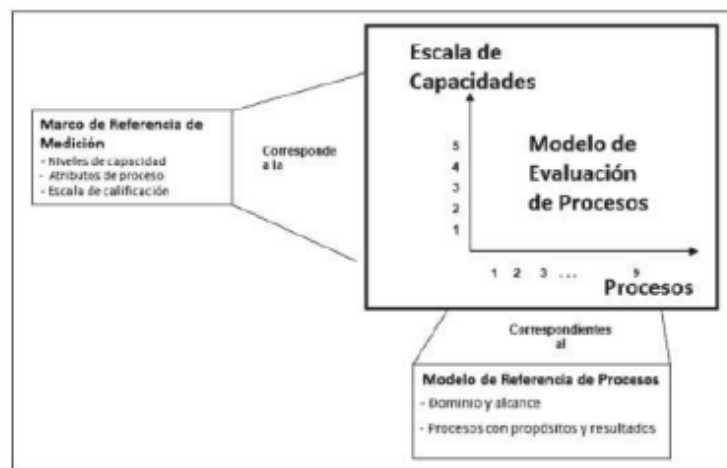 Escala de
Capacidades
Marco de Referencia de
Medición
- Niveles de capacidad
- Atributos de proceso
- Escala de calificación
Corresponde
a la
5
4
3
2
1
Modelo de
Evaluación
de Procesos
1 2 3 ... 9
Procesos
Correspondientes
al
Modelo de Referencia de Procesos
- Dominio y alcance
- Procesos con propósitos y resultados